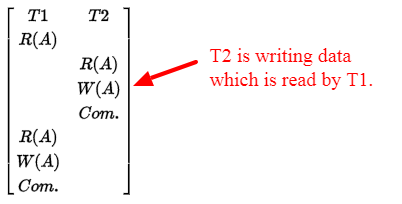 T1 T2
R(A)
R(A)
W(A)
Com.
R(A)
W(A)
Com.
T2 is writing data
which is read by T1.